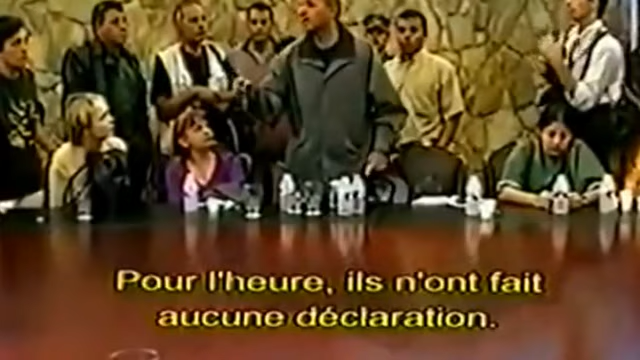 Pour l'heure, ils n'ont fait
aucune déclaration.